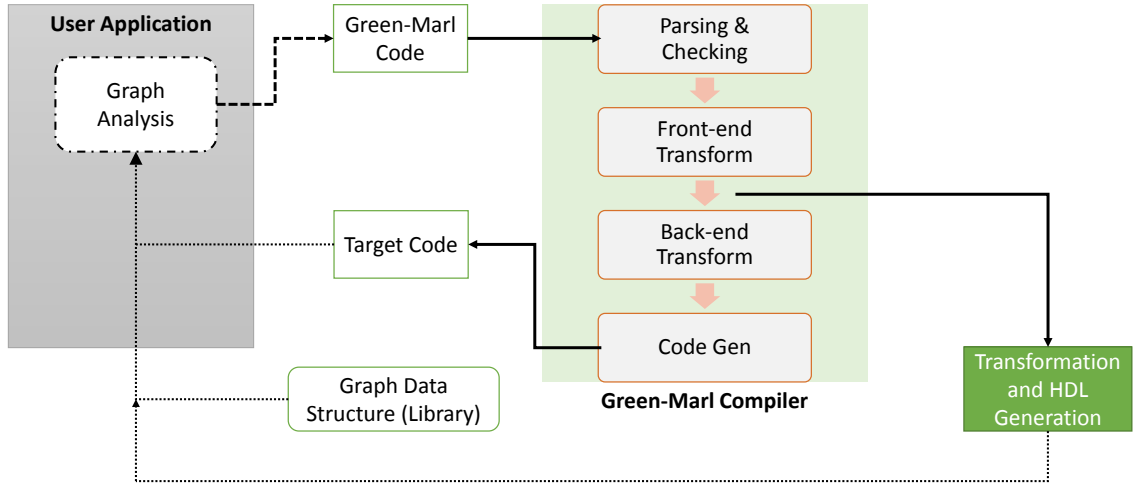 User Application
Graph
Analysis
Green-Marl
Code
Parsing &
Checking
Front-end
Transform
Back-end
Transform
Target Code
Code Gen
Graph Data
Structure (Library)
Green-Marl Compiler
Transformation
and HDL
Generation